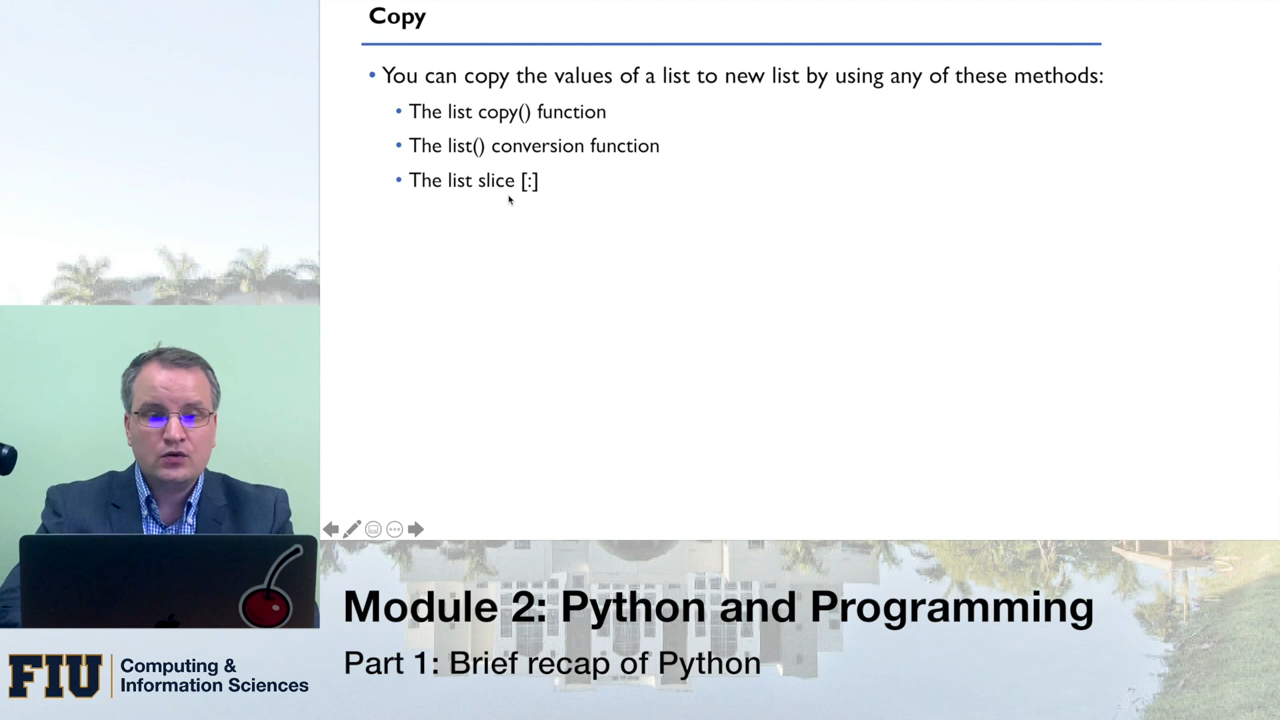 Copy
• You can copy the values of a list to new list by using any of these methods:
• The list copy() function
• The list() conversion function
• The list slice [:]
Module 2: Python and Programming
Part 1: Brief recap of Python
FIU
Computing &
Information Sciences